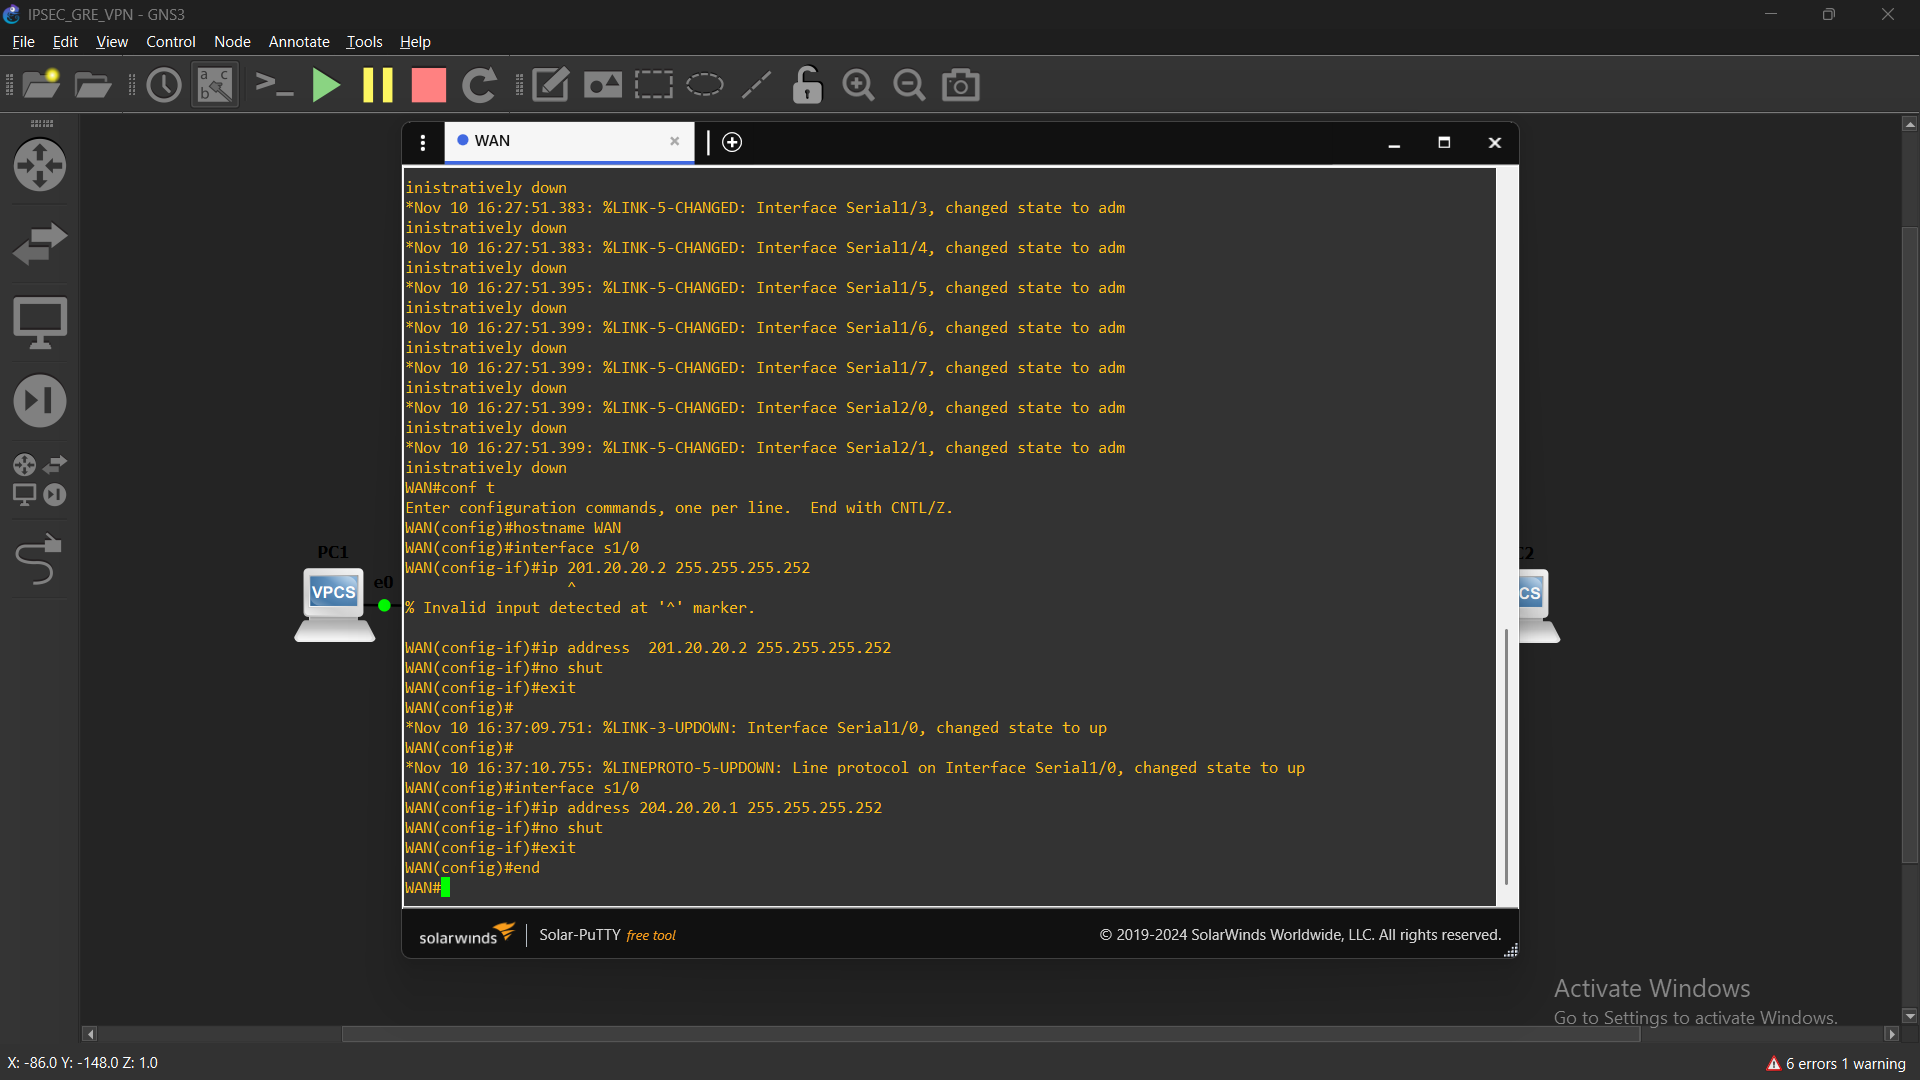 IPSEC_GRE_VPN - GNS3
File Edit View Control Node Annotate Tools Help
WAN
inistratively down
*Nov 10 16:27:51.383: %LINK-5-CHANGED: Interface Serial1/3, changed state to adm
inistratively down
*Nov 10 16:27:51.383: %LINK-5-CHANGED: Interface Serial1/4, changed state to adm
inistratively down
*Nov 10 16:27:51.395: %LINK-5-CHANGED: Interface Serial1/5, changed state to adm
inistratively down
*Nov 10 16:27:51.399: %LINK-5-CHANGED: Interface Serial1/6, changed state to adm
inistratively down
*Nov 10 16:27:51.399: %LINK-5-CHANGED: Interface Serial1/7, changed state to adm
inistratively down
*Nov 10 16:27:51.399: %LINK-5-CHANGED: Interface Serial2/0, changed state to adm
inistratively down
*Nov 10 16:27:51.399: %LINK-5-CHANGED: Interface Serial2/1, changed state to adm
inistratively down
WAN#conf t
Enter configuration commands, one per line.  End with CNTL/Z.
WAN(config)#hostname WAN
WAN(config)#interface s1/0
WAN(config-if)#ip 201.20.20.2 255.255.255.252
^
% Invalid input detected at '^' marker.
WAN(config-if)#ip address  201.20.20.2 255.255.255.252
WAN(config-if)#no shut
WAN(config-if)#exit
WAN(config)#
*Nov 10 16:37:09.751: %LINK-3-UPDOWN: Interface Serial1/0, changed state to up
WAN(config)#
*Nov 10 16:37:10.755: %LINEPROTO-5-UPDOWN: Line protocol on Interface Serial1/0, changed state to up
WAN(config)#interface s1/0
WAN(config-if)#ip address 204.20.20.1 255.255.255.252
WAN(config-if)#no shut
WAN(config-if)#exit
WAN(config)#end
WAN#
PC1
VPCS
e0
C2
CS
solarwinds
Solar-PuTTY free tool
© 2019-2024 SolarWinds Worldwide, LLC. All rights reserved.
Activate Windows
Go to Settings to activate Windows.
X: -86.0 Y: -148.0 Z: 1.0
6 errors 1 warning